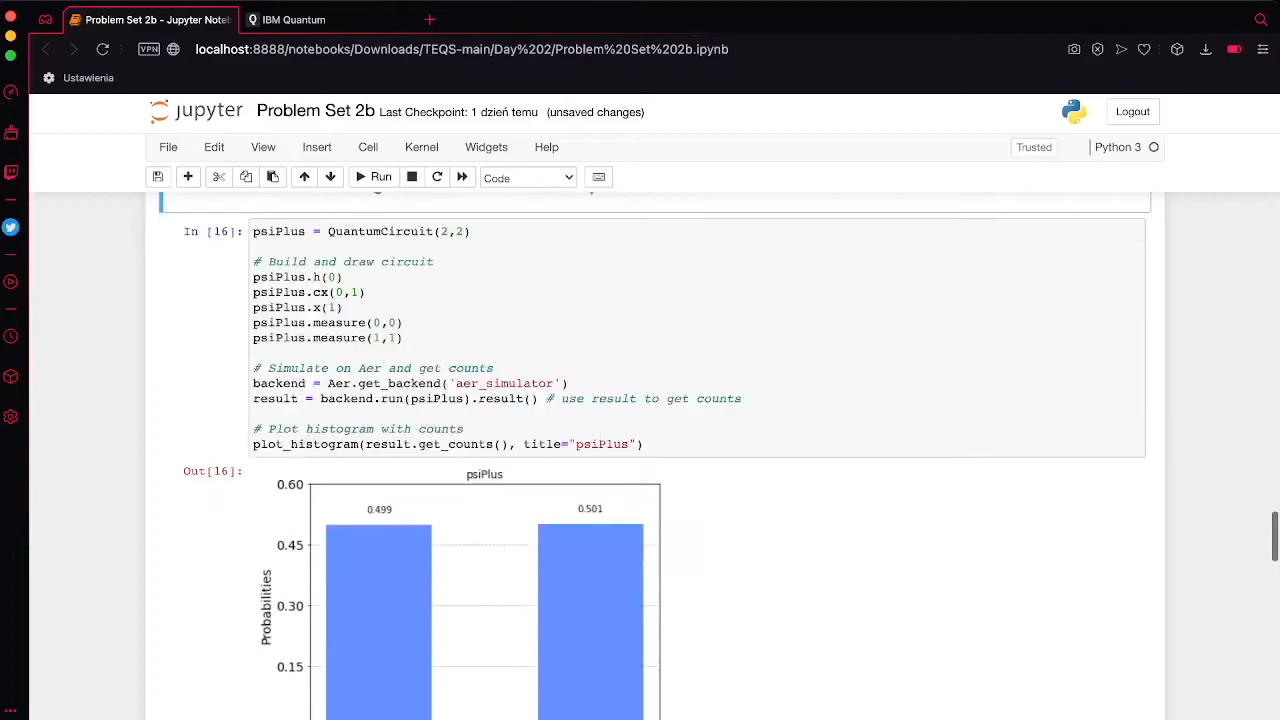 Problem Set 2b - Jupyter Noteb
IBM Quantum
VPN
localhost:8888/notebooks/Downloads/TEQS-main/Day%202/Problem%20Set%202b.ipynb
Ustawienia
jupyter
Problem Set 2b Last Checkpoint: 1 dzień temu (unsaved changes)
Logout
File Edit View Insert Cell Kernel Widgets Help
Trusted
Python 3
Run
Code
In [16]:
psiPlus = QuantumCircuit(2,2)
# Build and draw circuit
psiPlus.h(0)
psiPlus.cx(0,1)
psiPlus.x(1)
psiPlus.measure(0,0)
psiPlus.measure(1,1)
# Simulate on Aer and get counts
backend = Aer.get_backend('aer_simulator')
result = backend.run(psiPlus).result() # use result to get counts
# Plot histogram with counts
plot_histogram(result.get_counts(), title="psiPlus")
Out[16]:
psiPlus
0.60
0.499
0.501
0.45
0.30
0.15
Probabilities